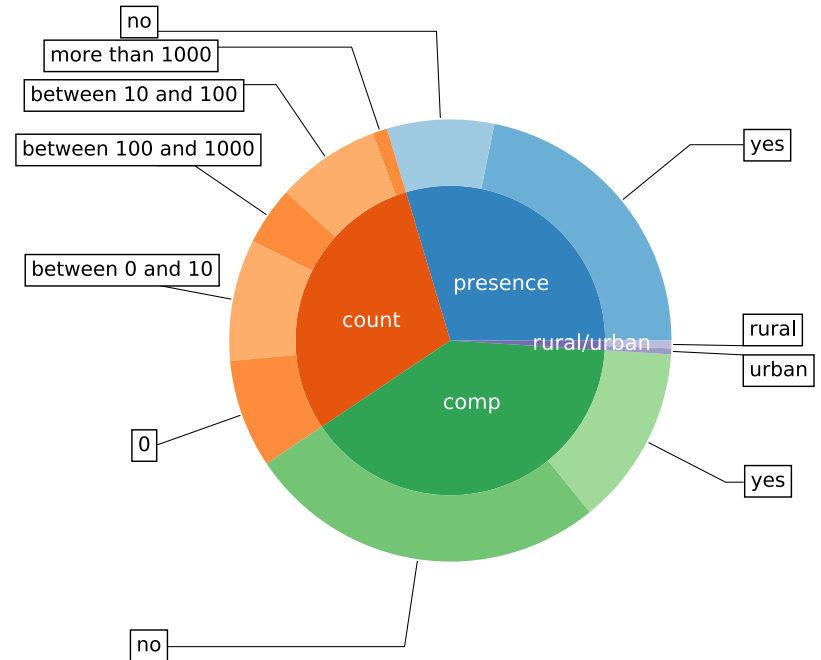 no
more than 1000
between 10 and 100
between 100 and 1000
yes
between 0 and 10
presence
count
rural/urban
rural
urban
comp
0
yes
no